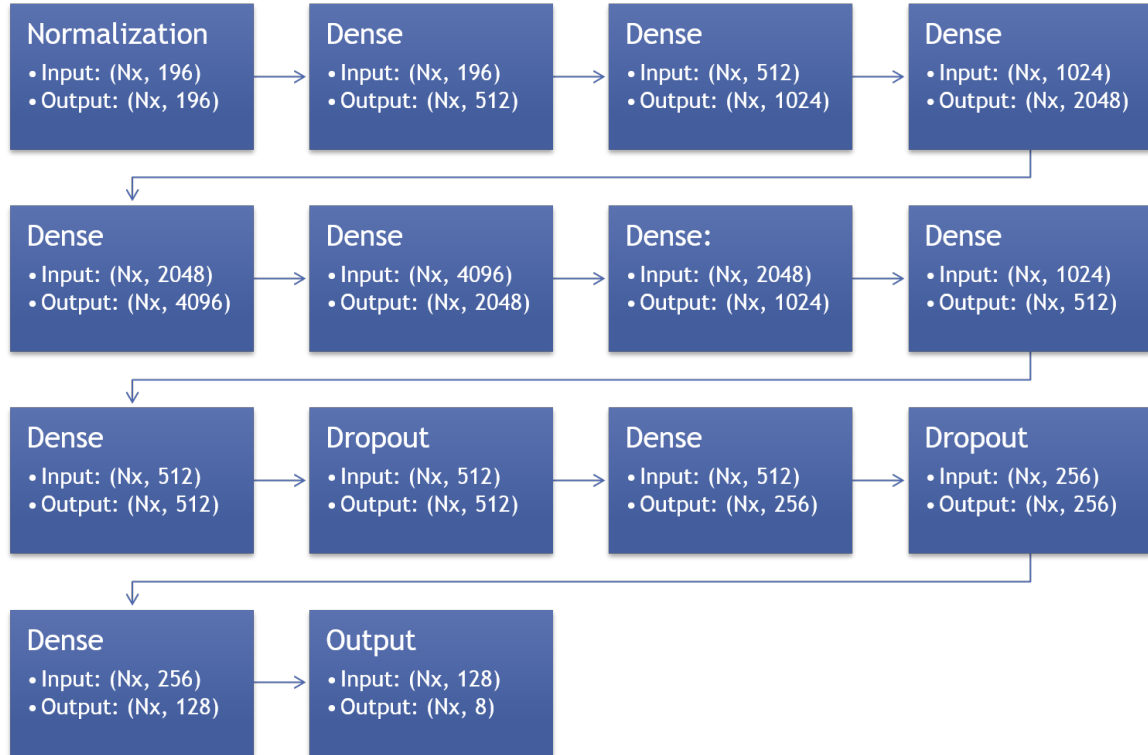 Normalization
• Input: (Nx, 196)
• Output: (Nx, 196)
Dense
• Input: (Nx, 196)
• Output: (Nx, 512)
Dense
• Input: (Nx, 512)
• Output: (Nx, 1024)
Dense
• Input: (Nx, 1024)
• Output: (Nx, 2048)
Dense
• Input: (Nx, 2048)
• Output: (Nx, 4096)
Dense
• Input: (Nx, 4096)
• Output: (Nx, 2048)
Dense:
• Input: (Nx, 2048)
• Output: (Nx, 1024)
Dense
• Input: (Nx, 1024)
• Output: (Nx, 512)
Dense
• Input: (Nx, 512)
• Output: (Nx, 512)
Dropout
• Input: (Nx, 512)
• Output: (Nx, 512)
Dense
• Input: (Nx, 512)
• Output: (Nx, 256)
Dropout
• Input: (Nx, 256)
• Output: (Nx, 256)
Dense
• Input: (Nx, 256)
• Output: (Nx, 128)
Output
• Input: (Nx, 128)
• Output: (Nx, 8)